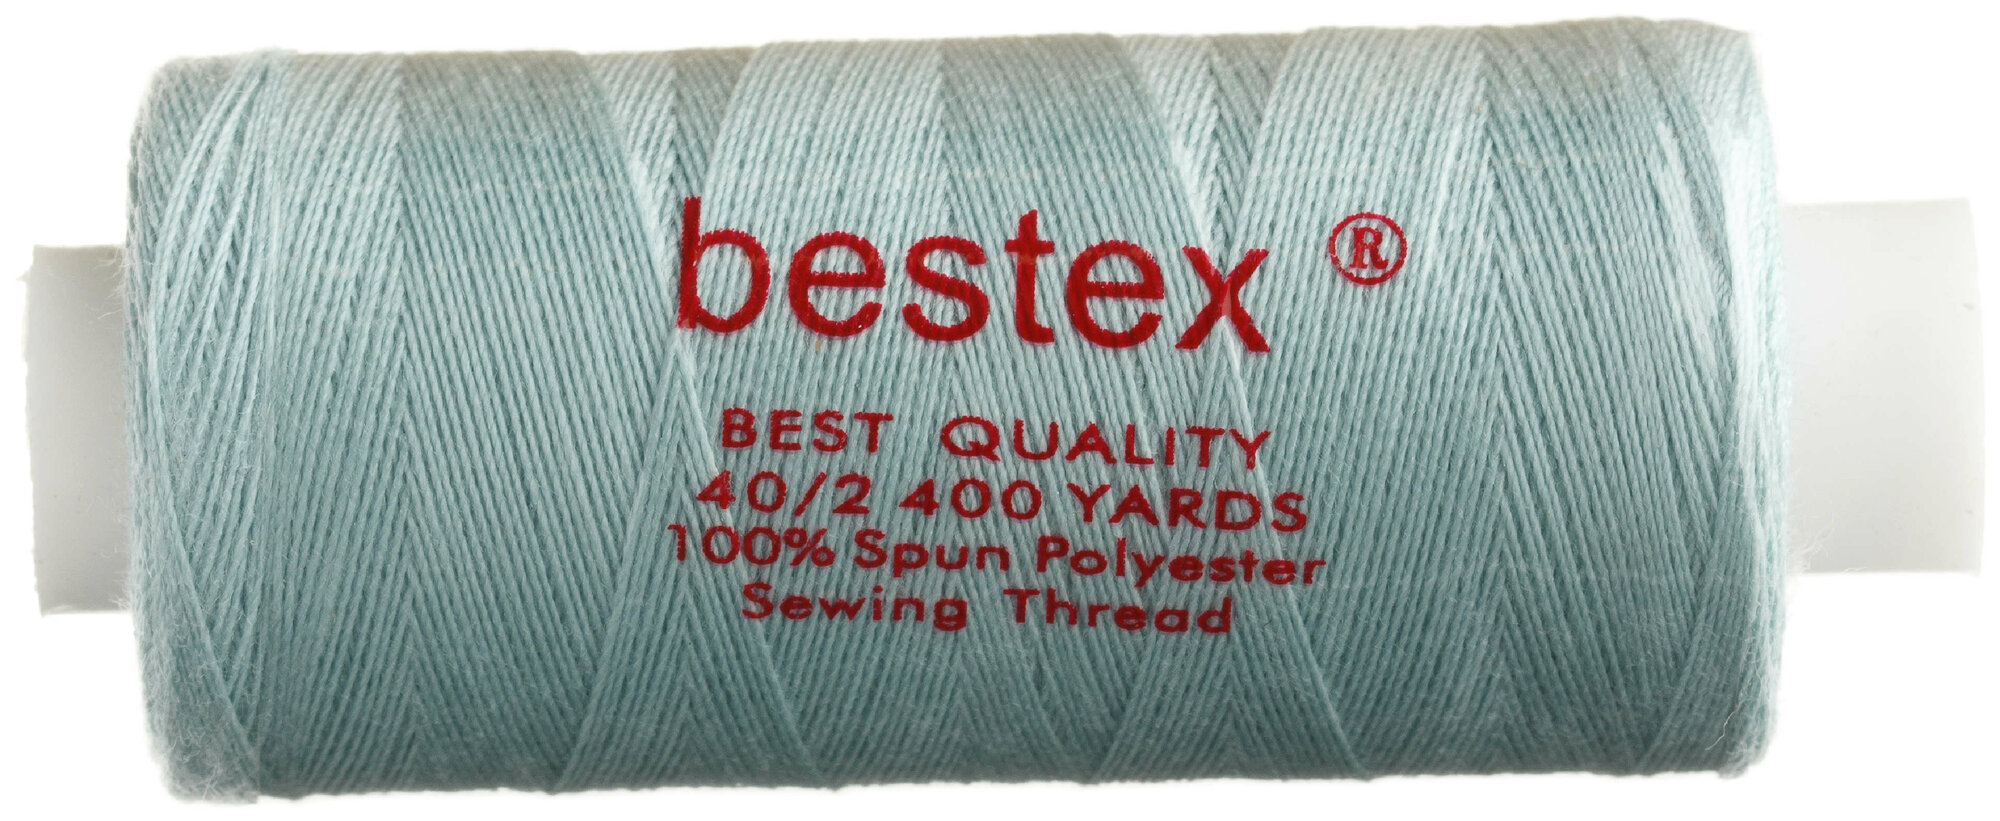 bestex ®
BEST QUALITY
40/2 400 YARDS
100% Spun Polyester
Sewing Thread